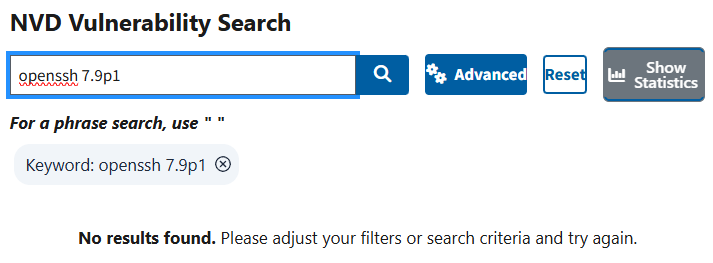 NVD Vulnerability Search
openssh 7.9p1
Advanced
Reset
Show
Statistics
For a phrase search, use " "
Keyword: openssh 7.9p1
No results found. Please adjust your filters or search criteria and try again.